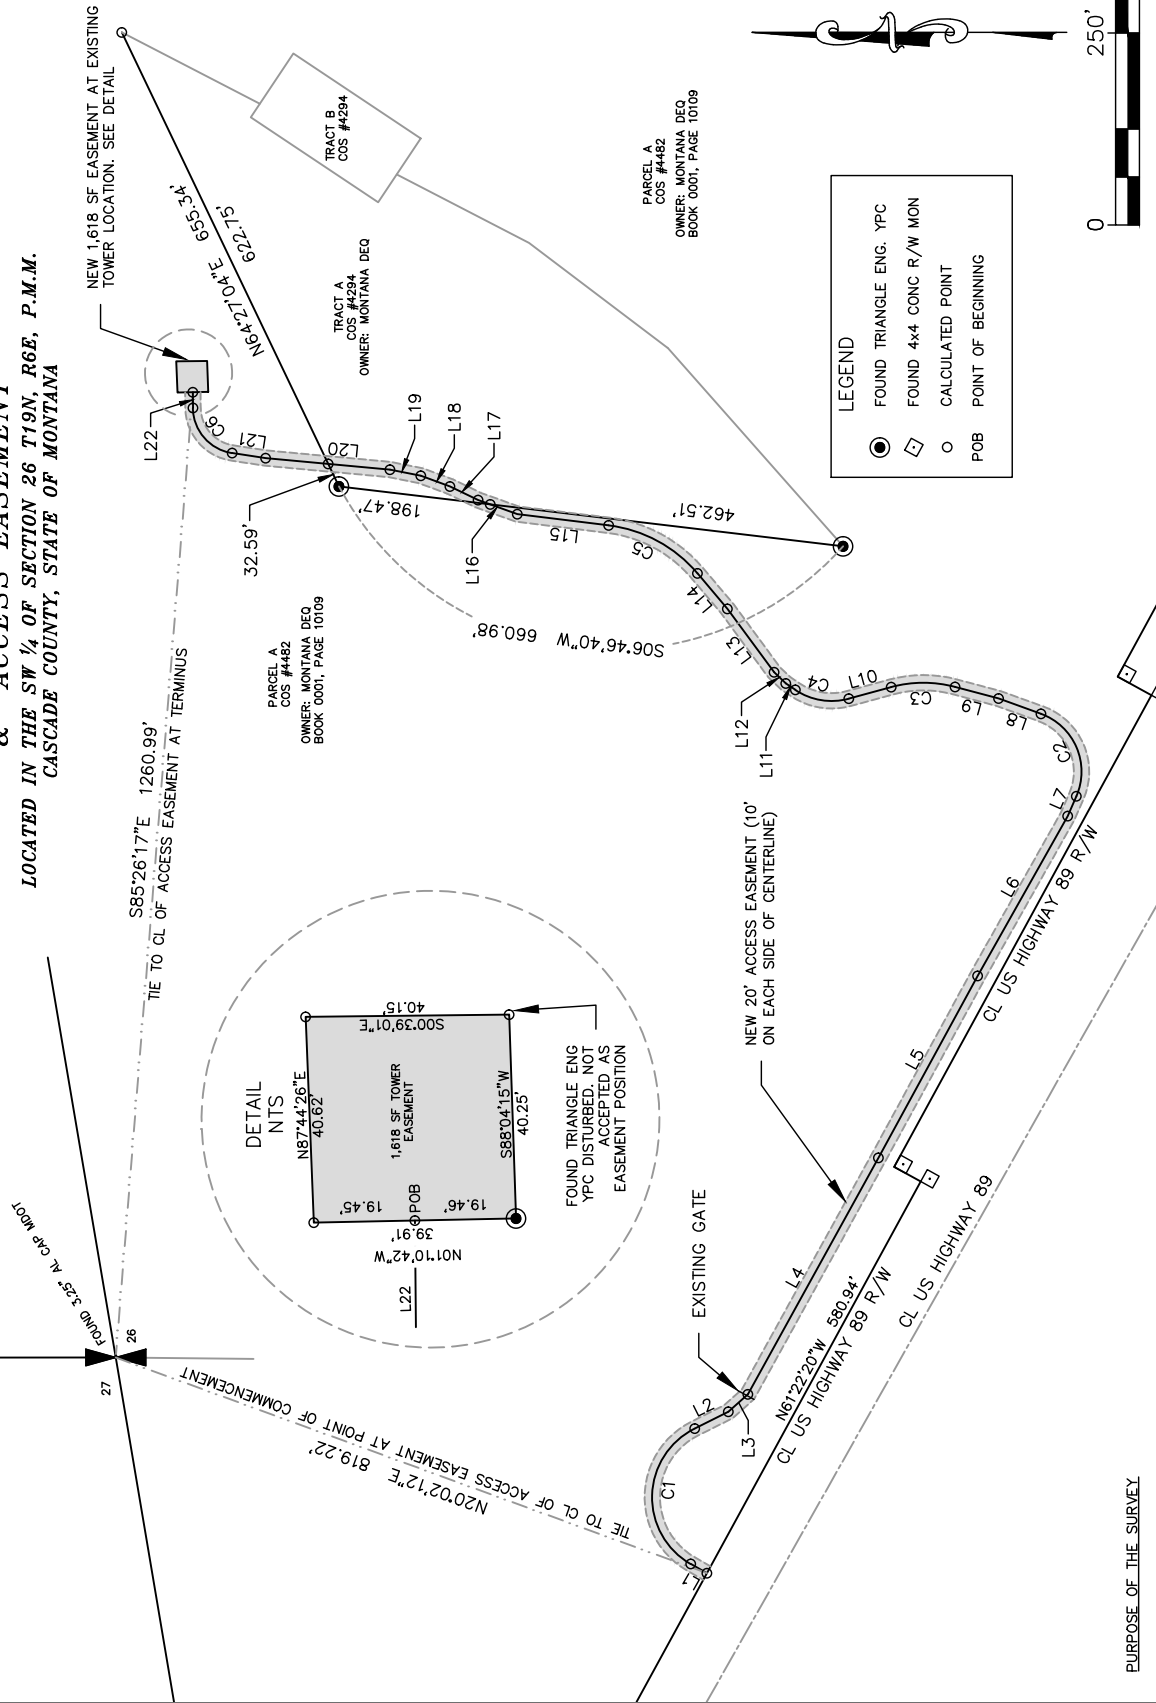 & ACCESS EASEMENT
LOCATED IN THE SW ¼ OF SECTION 26 T19N, R6E, P.M.M.
CASCADE COUNTY, STATE OF MONTANA
FOUND 3.25" AL CAP MDOT
27
26
S85°26'17"E 1260.99'
TIE TO CL OF ACCESS EASEMENT AT TERMINUS
NEW 1,618 SF EASEMENT AT EXISTING
TOWER LOCATION. SEE DETAIL
L22
C6
L21
L20
L19
L18
L17
L16
L15
C5
L14
L13
L12
L11
C4
L10
C3
L9
L8
C2
L7
L6
L5
L4
L3
L2
C1
L1
N64°27'04"E 655.34'
622.75'
32.59'
198.47'
462.51'
S06°46'40"W 660.98'
TRACT B
COS #4294
TRACT A
COS #4294
OWNER: MONTANA DEQ
PARCEL A
COS #4482
OWNER: MONTANA DEQ
BOOK 0001, PAGE 10109
PARCEL A
COS #4482
OWNER: MONTANA DEQ
BOOK 0001, PAGE 10109
N20°02'12"E 819.22'
TIE TO CL OF ACCESS EASEMENT AT POINT OF COMMENCEMENT
DETAIL
NTS
N87°44'26"E
40.62'
S00°39'01"E
40.15'
1,618 SF TOWER
EASEMENT
S88°04'15"W
40.25'
19.45'
POB
19.46'
39.91'
N01°10'42"W
L22
FOUND TRIANGLE ENG
YPC DISTURBED. NOT
ACCEPTED AS
EASEMENT POSITION
NEW 20' ACCESS EASEMENT (10'
ON EACH SIDE OF CENTERLINE)
EXISTING GATE
N61°22'20"W 580.94'
CL US HIGHWAY 89 R/W
CL US HIGHWAY 89
CL US HIGHWAY 89 R/W
LEGEND
FOUND TRIANGLE ENG. YPC
FOUND 4x4 CONC R/W MON
CALCULATED POINT
POB POINT OF BEGINNING
0
250'
PURPOSE OF THE SURVEY